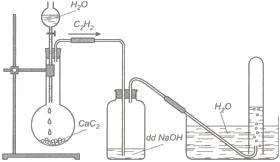 H₂O
C₂H₂
H₂O
CaC₂
dd NaOH